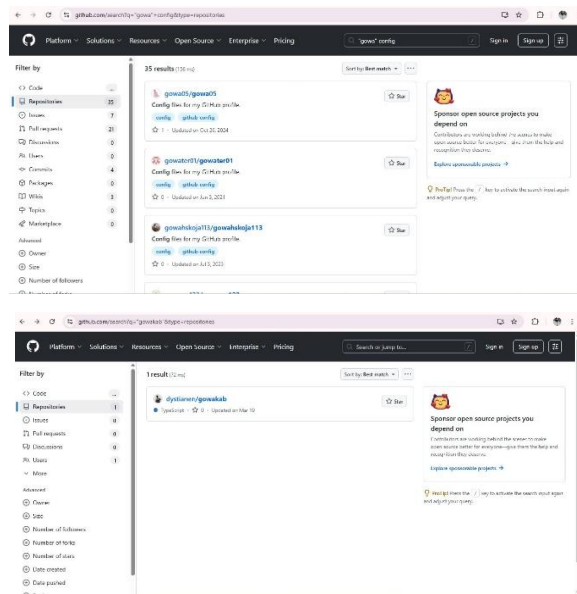 github.com/search?q="gowa"+config&type=repositories
Platform Solutions Resources Open Source Enterprise Pricing
"gowa" config
Sign in
Sign up
Filter by
Code
Repositories 35
Issues 7
Pull requests 21
Discussions 0
Users 0
Commits 4
Packages 0
Wikis 3
Topics 0
Marketplace 0
Advanced
Owner
Size
Number of followers
35 results
Sort by: Best match
gowa05/gowa05
Config files for my GitHub profile.
config github-config
1 · Updated on Oct 26, 2024
Star
gowater01/gowater01
Config files for my GitHub profile.
config github-config
0 · Updated on Jun 3, 2024
Star
gowahskoja113/gowahskoja113
Config files for my GitHub profile.
config github-config
0 · Updated on Jul 3, 2023
Star
Sponsor open source projects you
depend on
Contributors are working behind the scenes to make
open source better for everyone—give them the help and
recognition they deserve.
Explore sponsorable projects →
ProTip! Press the / key to activate the search input again
and adjust your query.
github.com/search?q="gowakab"&type=repositories
Platform Solutions Resources Open Source Enterprise Pricing
Search or jump to...
Sign in
Sign up
Filter by
Code
Repositories 1
Issues 0
Pull requests 0
Discussions 0
Users 1
More
Advanced
Owner
Size
Number of followers
Number of forks
Number of stars
Date created
Date pushed
1 result (72 ms)
Sort by: Best match
dystianen/gowakab
TypeScript · 0 · Updated on Mar 19
Star
Sponsor open source projects you
depend on
Contributors are working behind the scenes to make
open source better for everyone—give them the help and
recognition they deserve.
Explore sponsorable projects →
ProTip! Press the / key to activate the search input again
and adjust your query.